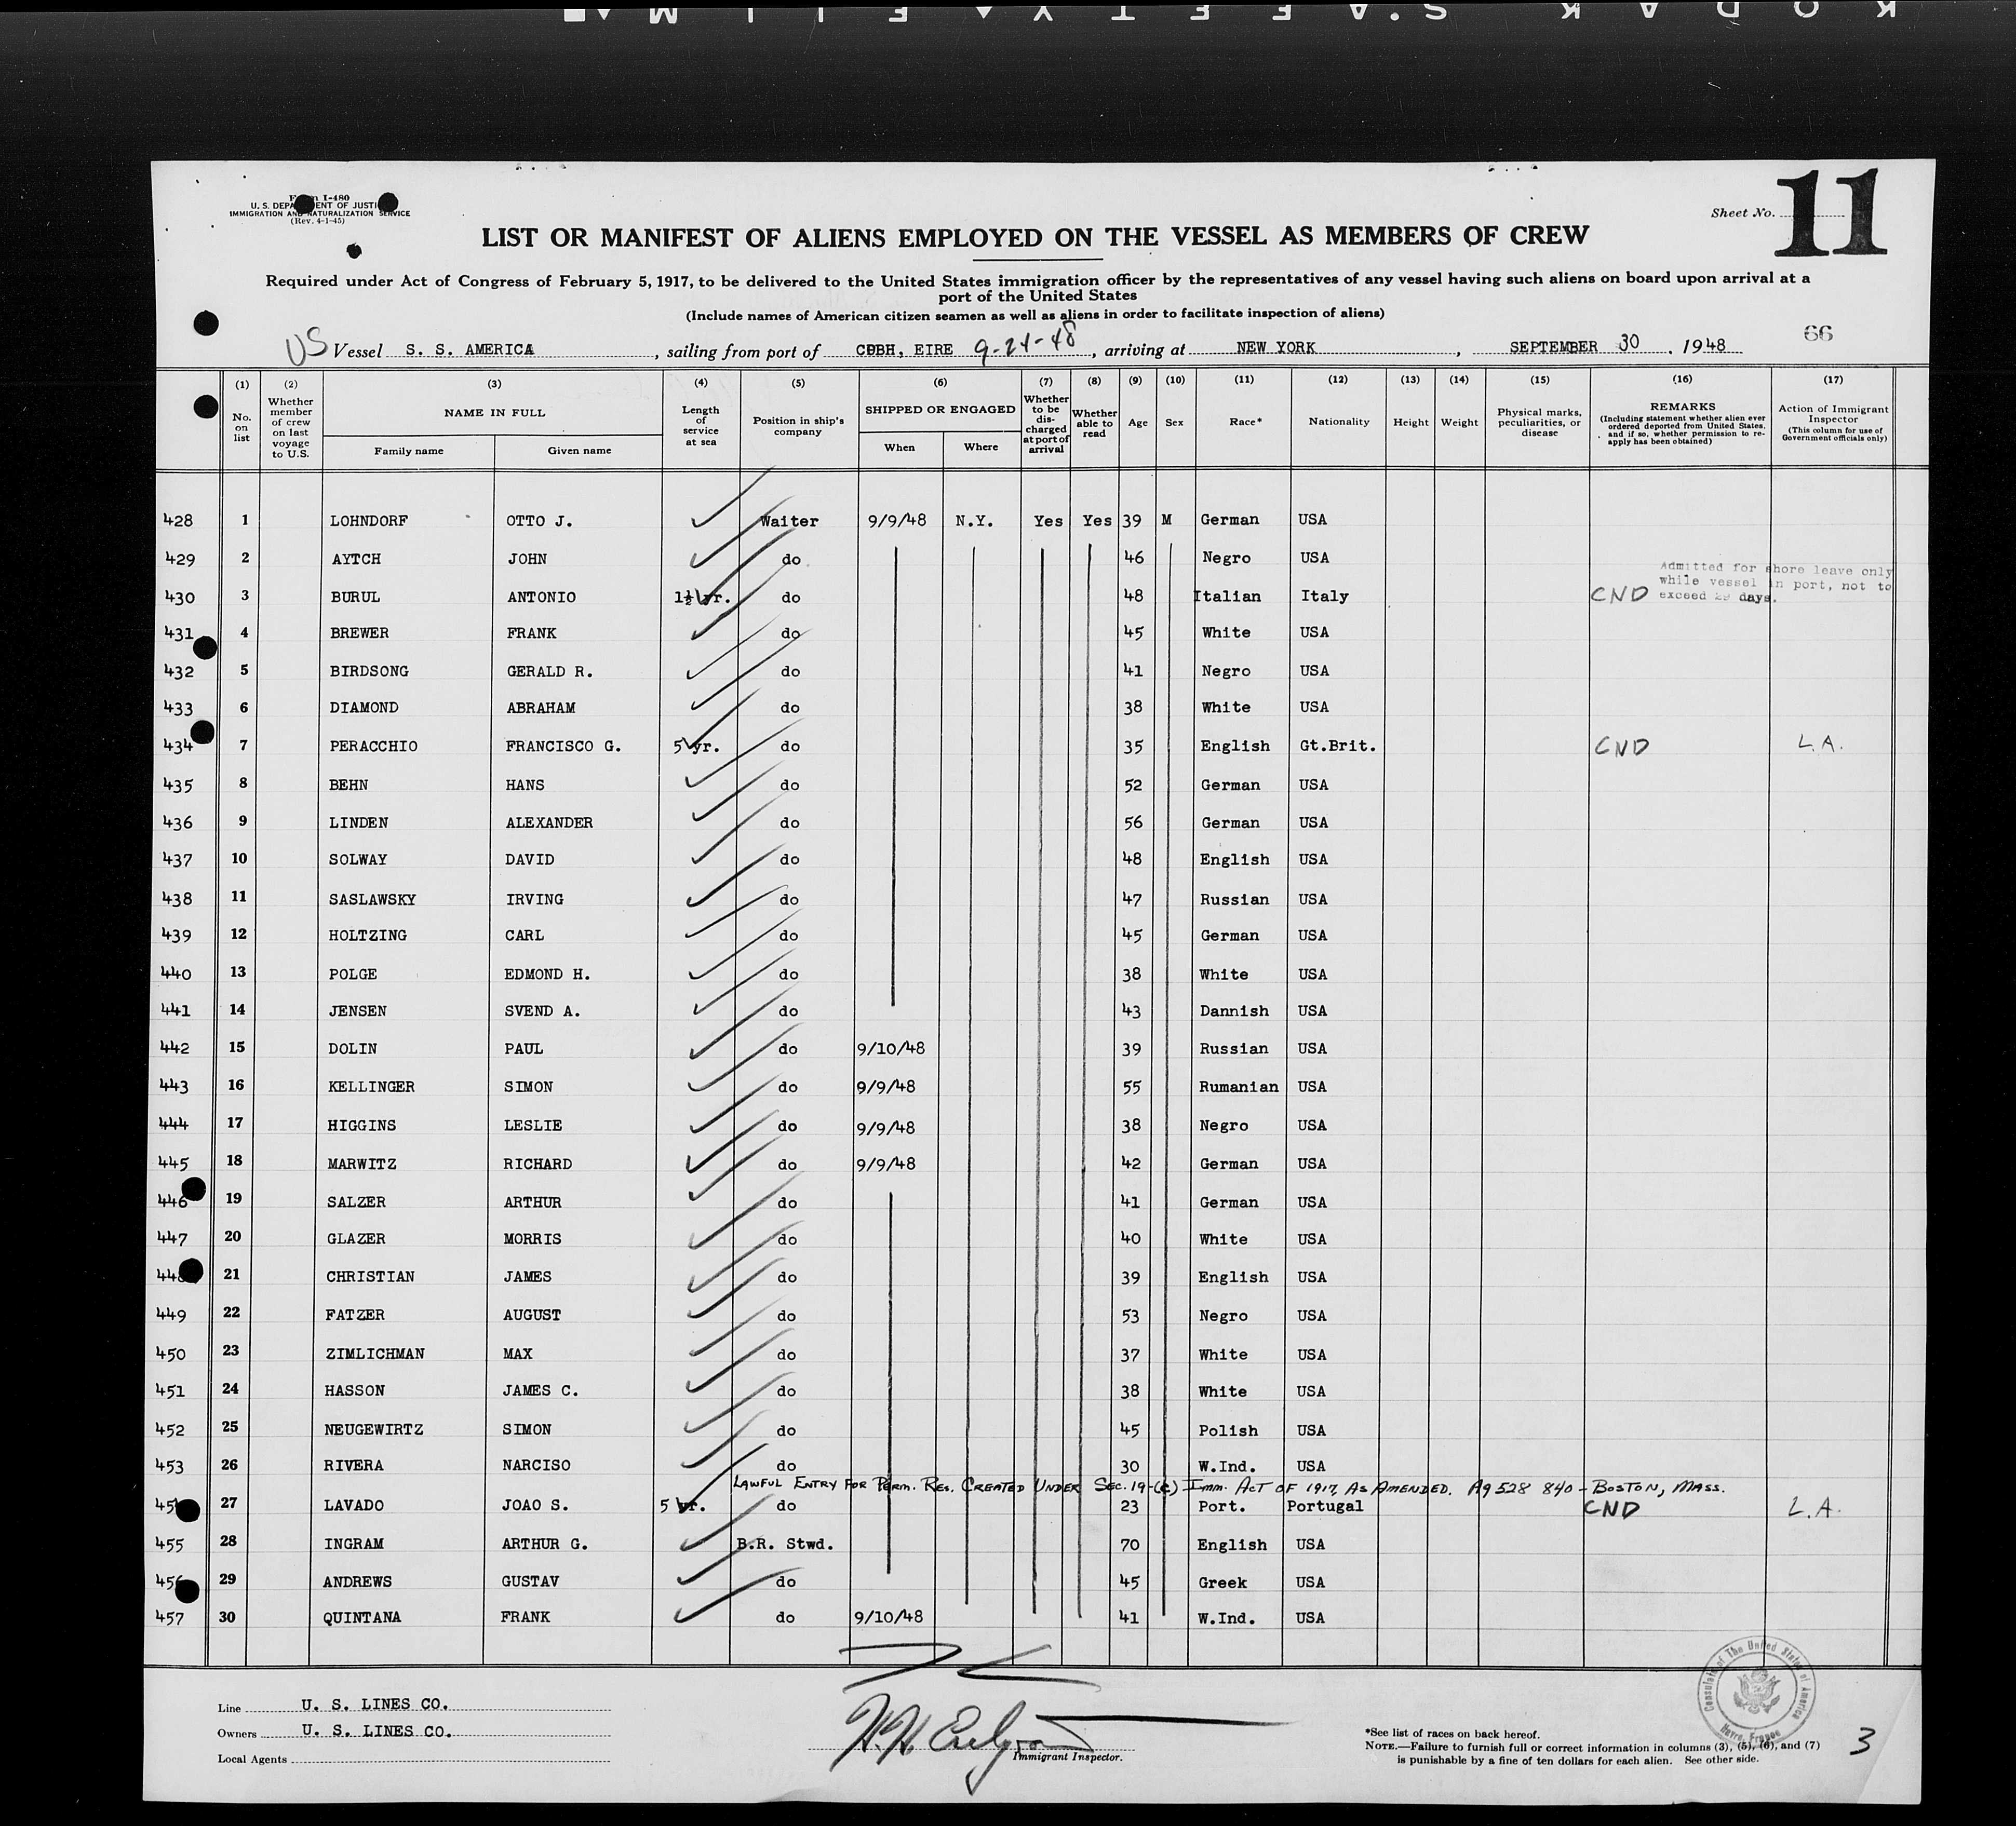 KODAK SAFETY FILM
Form I-480
U. S. DEPARTMENT OF JUSTICE
IMMIGRATION AND NATURALIZATION SERVICE
(Rev. 4-1-45)
Sheet No. 11
LIST OR MANIFEST OF ALIENS EMPLOYED ON THE VESSEL AS MEMBERS OF CREW
Required under Act of Congress of February 5, 1917, to be delivered to the United States immigration officer by the representatives of any vessel having such aliens on board upon arrival at a
port of the United States
(Include names of American citizen seamen as well as aliens in order to facilitate inspection of aliens)
66
US Vessel S. S. AMERICA, sailing from port of CBBH, EIRE 9-24-48, arriving at NEW YORK, SEPTEMBER 30, 1948
(1) No. on list (2) Whether member of crew on last voyage to U.S. (3) NAME IN FULL Family name Given name (4) Length of service at sea (5) Position in ship's company (6) SHIPPED OR ENGAGED When Where (7) Whether to be discharged at port of arrival (8) Whether able to read (9) Age (10) Sex (11) Race* (12) Nationality (13) Height (14) Weight (15) Physical marks, peculiarities, or disease (16) REMARKS (Including statement whether alien ever ordered deported from United States, and if so, whether permission to reapply has been obtained) (17) Action of Immigrant Inspector (This column for use of Government officials only)
428 1 LOHNDORF OTTO J. Waiter 9/9/48 N.Y. Yes Yes 39 M German USA
429 2 AYTCH JOHN do 46 Negro USA
Admitted for shore leave only
while vessel in port, not to
430 3 BURUL ANTONIO 1½ yr. do 48 Italian Italy CND exceed 29 days.
431 4 BREWER FRANK do 45 White USA
432 5 BIRDSONG GERALD R. do 41 Negro USA
433 6 DIAMOND ABRAHAM do 38 White USA
434 7 PERACCHIO FRANCISCO G. 5 yr. do 35 English Gt.Brit. CND L.A.
435 8 BEHN HANS do 52 German USA
436 9 LINDEN ALEXANDER do 56 German USA
437 10 SOLWAY DAVID do 48 English USA
438 11 SASLAWSKY IRVING do 47 Russian USA
439 12 HOLTZING CARL do 45 German USA
440 13 POLGE EDMOND H. do 38 White USA
441 14 JENSEN SVEND A. do 43 Dannish USA
442 15 DOLIN PAUL do 9/10/48 39 Russian USA
443 16 KELLINGER SIMON do 9/9/48 55 Rumanian USA
444 17 HIGGINS LESLIE do 9/9/48 38 Negro USA
445 18 MARWITZ RICHARD do 9/9/48 42 German USA
446 19 SALZER ARTHUR do 41 German USA
447 20 GLAZER MORRIS do 40 White USA
448 21 CHRISTIAN JAMES do 39 English USA
449 22 FATZER AUGUST do 53 Negro USA
450 23 ZIMLICHMAN MAX do 37 White USA
451 24 HASSON JAMES C. do 38 White USA
452 25 NEUGEWIRTZ SIMON do 45 Polish USA
453 26 RIVERA NARCISO do 30 W.Ind. USA
LAWFUL ENTRY FOR PERM. RES. CREATED UNDER SEC. 19-(c) IMM. ACT OF 1917, AS AMENDED. A9 528 840 - BOSTON, MASS.
454 27 LAVADO JOAO S. 5 yr. do 23 Port. Portugal CND L.A.
455 28 INGRAM ARTHUR G. B.R. Stwd. 70 English USA
456 29 ANDREWS GUSTAV do 45 Greek USA
457 30 QUINTANA FRANK do 9/10/48 41 W.Ind. USA
Line U. S. LINES CO.
Owners U. S. LINES CO.
Local Agents
Immigrant Inspector.
Consulate of The United States of America
Havre, France
*See list of races on back hereof.
NOTE.—Failure to furnish full or correct information in columns (3), (5), (6), and (7)
is punishable by a fine of ten dollars for each alien. See other side.
3